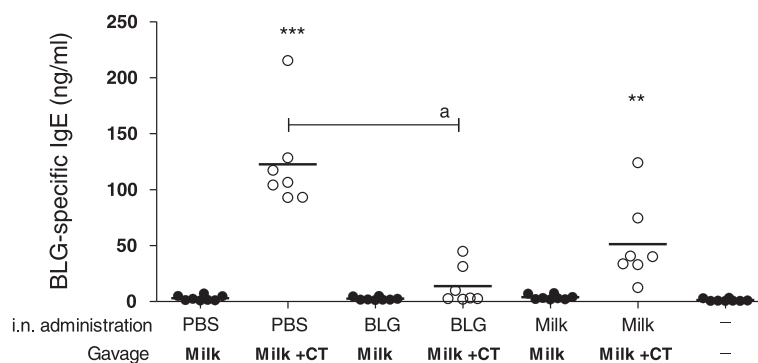 BLG-specific IgE (ng/ml)
250
200
150
100
50
0
***
a
**
i.n. administration PBS PBS BLG BLG Milk Milk –
Gavage Milk Milk +CT Milk Milk +CT Milk Milk +CT –